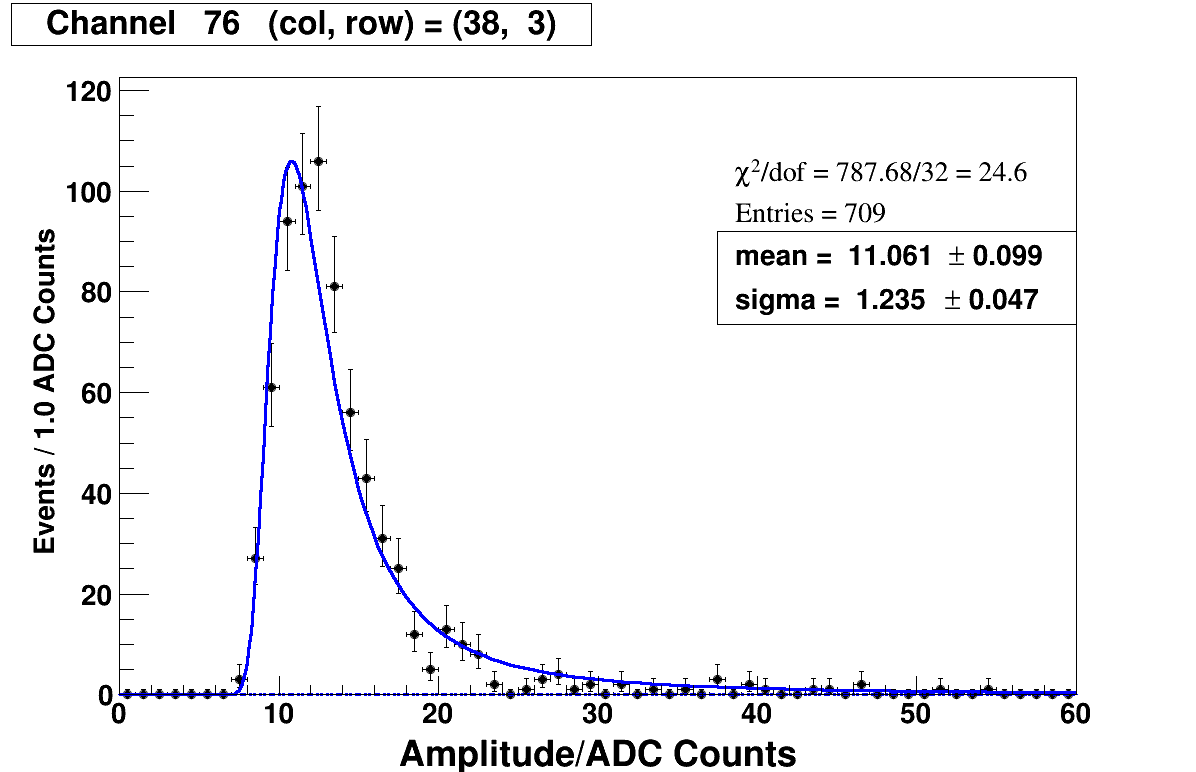 Channel 76 (col, row) = (38, 3)
120
100
80
60
40
20
0
Events / 1.0 ADC Counts
χ²/dof = 787.68/32 = 24.6
Entries = 709
mean = 11.061 ± 0.099
sigma = 1.235 ± 0.047
0 10 20 30 40 50 60
Amplitude/ADC Counts